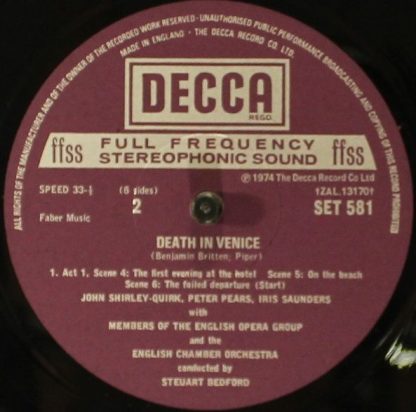 ALL RIGHTS OF THE MANUFACTURER AND OF THE OWNER OF THE RECORDED WORK RESERVED · UNAUTHORISED PUBLIC PERFORMANCE BROADCASTING AND COPYING OF THIS RECORD PROHIBITED
MADE IN ENGLAND · THE DECCA RECORD CO. LTD.
DECCA
REGD.
ffss FULL FREQUENCY ffss
STEREOPHONIC SOUND
℗ 1974 The Decca Record Co Ltd
SPEED 33-⅓ (6 sides) †ZAL.13170†
2 SET 581
Faber Music
DEATH IN VENICE
(Benjamin Britten, Piper)
1. Act 1, Scene 4: The first evening at the hotel Scene 5: On the beach
Scene 6: The foiled departure (Start)
JOHN SHIRLEY-QUIRK, PETER PEARS, IRIS SAUNDERS
with
MEMBERS OF THE ENGLISH OPERA GROUP
and the
ENGLISH CHAMBER ORCHESTRA
conducted by
STEUART BEDFORD